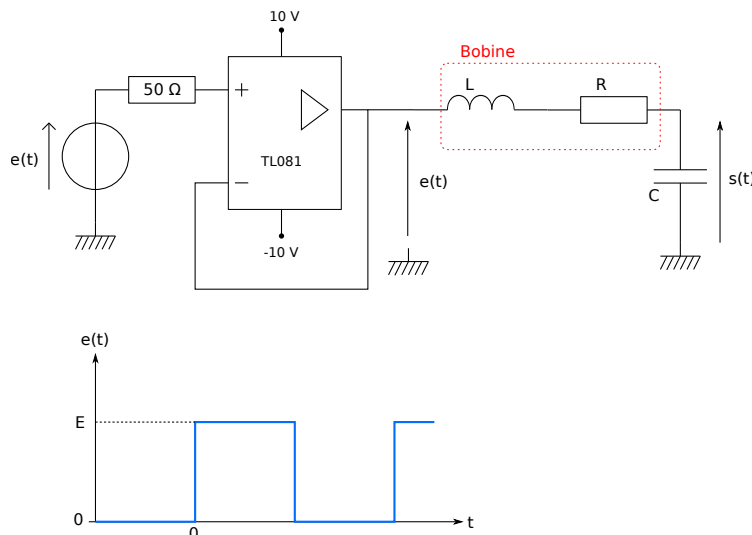 10 V
Bobine
50 Ω
L
R
+
e(t)
TL081
e(t)
s(t)
−
C
-10 V
e(t)
E
0
t
0